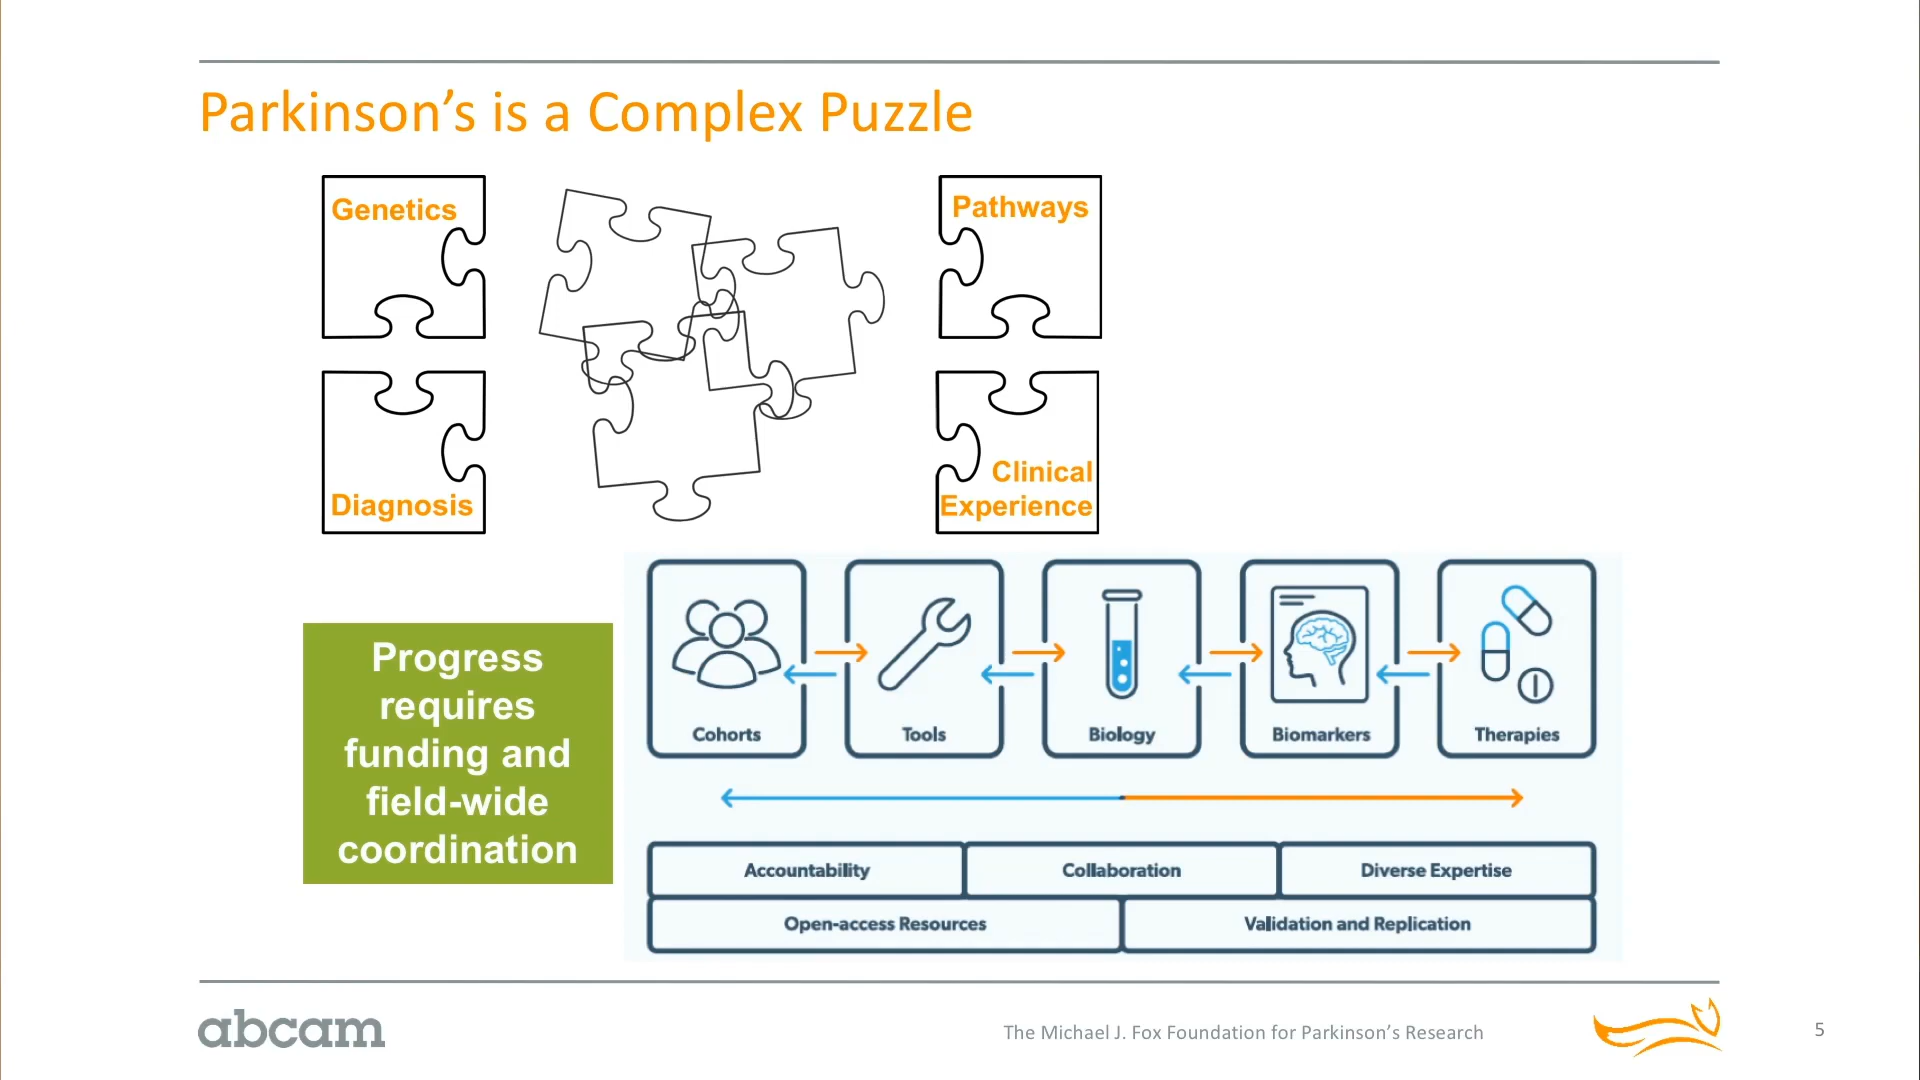 Parkinson’s is a Complex Puzzle
Genetics
Pathways
Diagnosis
Clinical
Experience
Progress
requires
funding and
field-wide
coordination
Cohorts
Tools
Biology
Biomarkers
Therapies
Accountability
Collaboration
Diverse Expertise
Open-access Resources
Validation and Replication
abcam
The Michael J. Fox Foundation for Parkinson’s Research
5